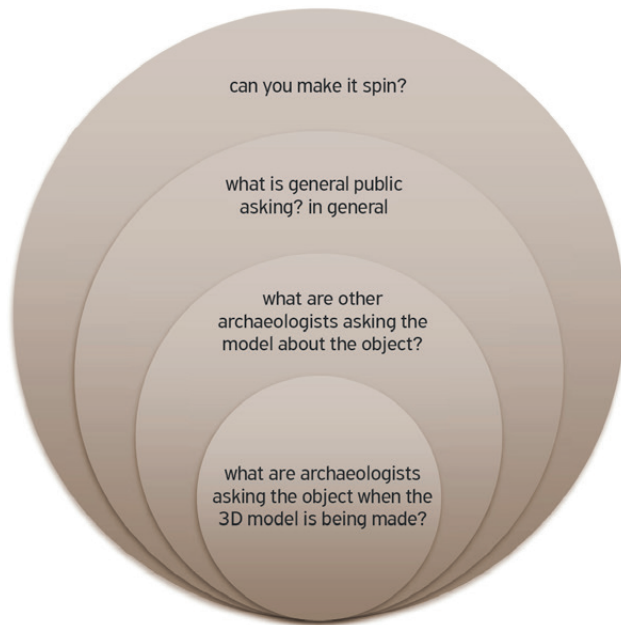 can you make it spin?
what is general public
asking? in general
what are other
archaeologists asking the
model about the object?
what are archaeologists
asking the object when the
3D model is being made?